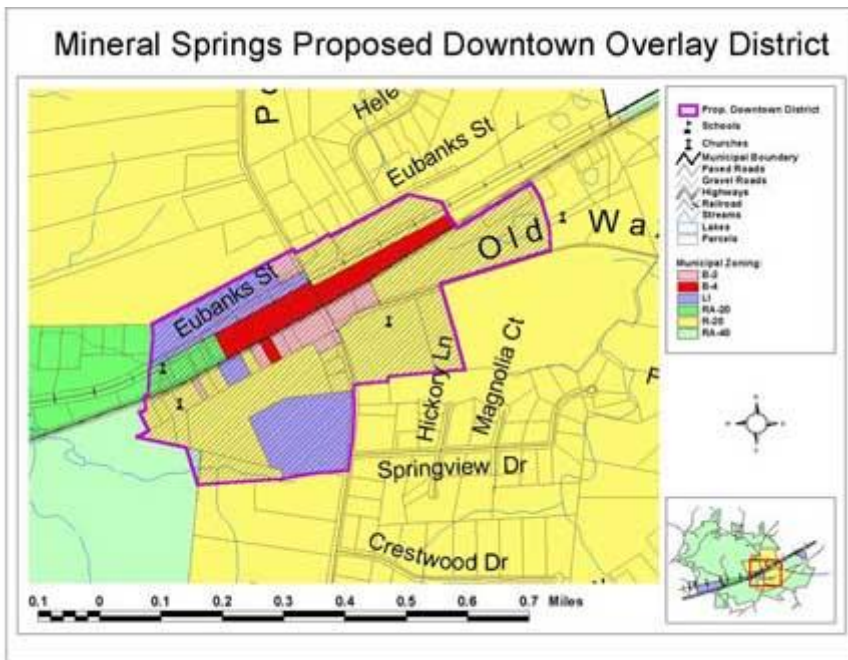 Mineral Springs Proposed Downtown Overlay District
Po
Hele
Eubanks St
Old Wa
Eubanks St
Hickory Ln
Magnolia Ct
Springview Dr
Crestwood Dr
Prop. Downtown District
Schools
Churches
Municipal Boundary
Paved Roads
Gravel Roads
Highways
Railroad
Streams
Lakes
Parcels
Municipal Zoning:
B-4
LI
RA-20
R-20
RA-40
0.1 0 0.1 0.2 0.3 0.4 0.5 0.6 0.7 Miles